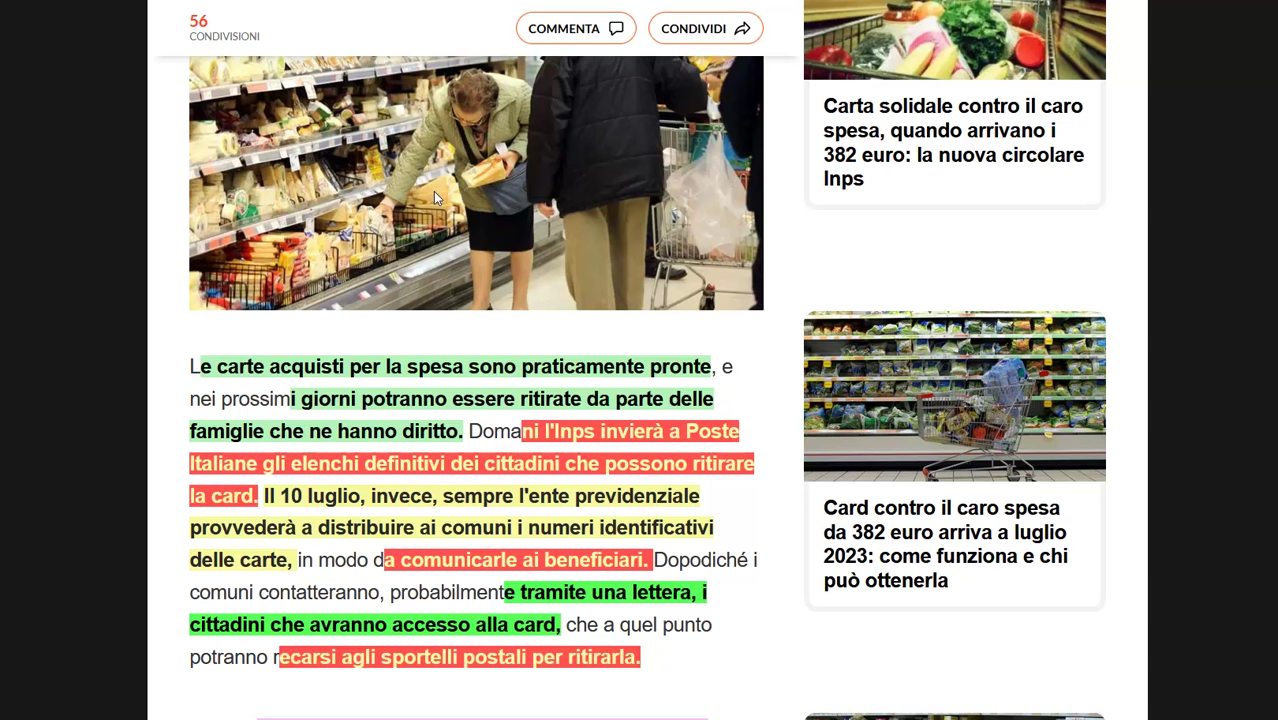 56
CONDIVISIONI
COMMENTA
CONDIVIDI
Le carte acquisti per la spesa sono praticamente pronte, e
nei prossimi giorni potranno essere ritirate da parte delle
famiglie che ne hanno diritto. Domani l'Inps invierà a Poste
Italiane gli elenchi definitivi dei cittadini che possono ritirare
la card. Il 10 luglio, invece, sempre l'ente previdenziale
provvederà a distribuire ai comuni i numeri identificativi
delle carte, in modo da comunicarle ai beneficiari. Dopodiché i
comuni contatteranno, probabilmente tramite una lettera, i
cittadini che avranno accesso alla card, che a quel punto
potranno recarsi agli sportelli postali per ritirarla.
Carta solidale contro il caro
spesa, quando arrivano i
382 euro: la nuova circolare
Inps
Card contro il caro spesa
da 382 euro arriva a luglio
2023: come funziona e chi
può ottenerla